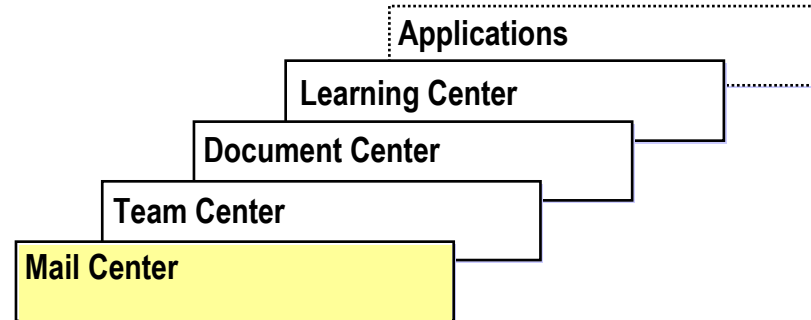 Applications
Learning Center
Document Center
Team Center
Mail Center